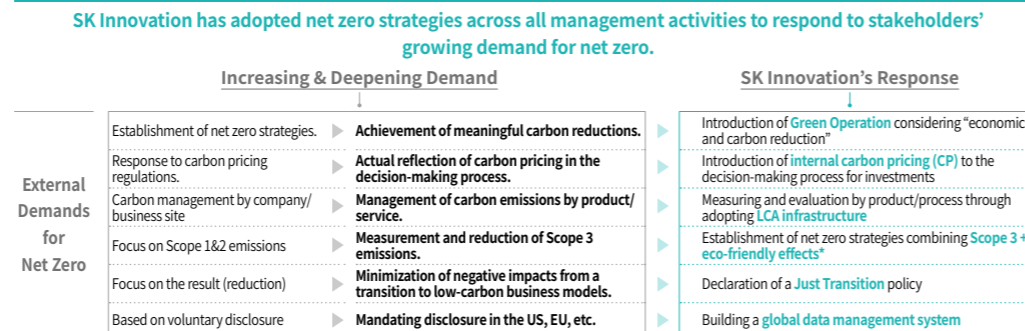 SK Innovation has adopted net zero strategies across all management activities to respond to stakeholders’
growing demand for net zero.
Increasing & Deepening Demand
SK Innovation’s Response
External
Demands
for
Net Zero
Establishment of net zero strategies.
Achievement of meaningful carbon reductions.
Introduction of Green Operation considering “economic
and carbon reduction”
Response to carbon pricing
regulations.
Actual reflection of carbon pricing in the
decision-making process.
Introduction of internal carbon pricing (CP) to the
decision-making process for investments
Carbon management by company/
business site
Management of carbon emissions by product/
service.
Measuring and evaluation by product/process through
adopting LCA infrastructure
Focus on Scope 1&2 emissions
Measurement and reduction of Scope 3
emissions.
Establishment of net zero strategies combining Scope 3 +
eco-friendly effects*
Focus on the result (reduction)
Minimization of negative impacts from a
transition to low-carbon business models.
Declaration of a Just Transition policy
Based on voluntary disclosure
Mandating disclosure in the US, EU, etc.
Building a global data management system